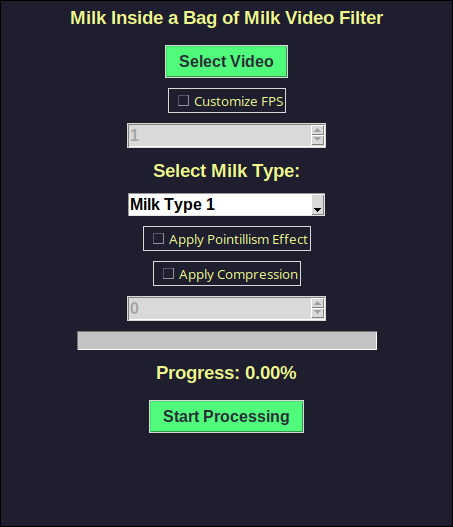 Milk Inside a Bag of Milk Video Filter
Select Video
Customize FPS
1
Select Milk Type:
Milk Type 1
Apply Pointillism Effect
Apply Compression
0
Progress: 0.00%
Start Processing